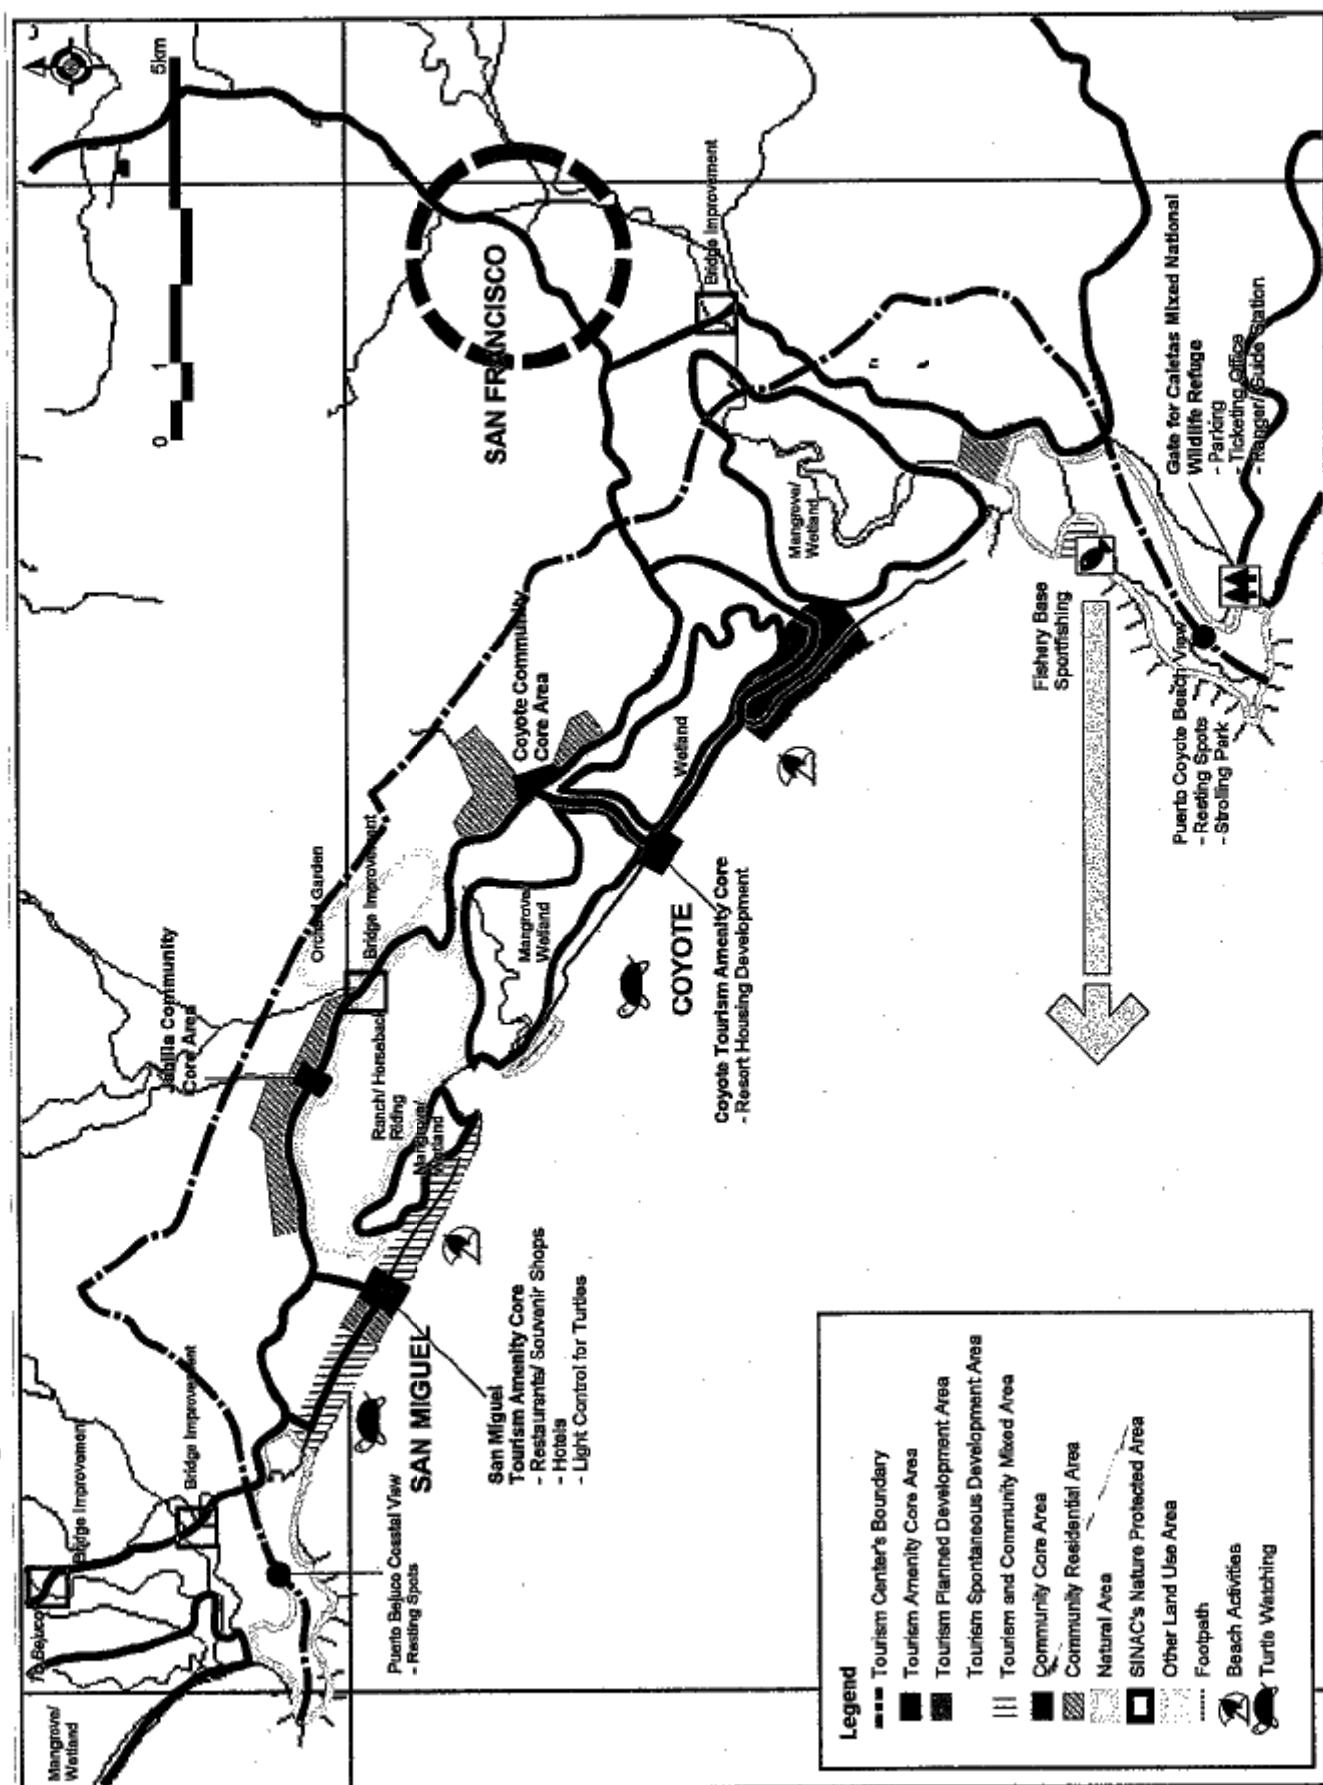 5km
1
0
SAN FRANCISCO
Bridge Improvement
Gate for Caletas Mixed National
Wildlife Refuge
- Parking
- Ticketing Office
- Ranger/ Guide Station
Mangrove/
Wetland
Fishery Base
Sportfishing
Puerto Coyote Beach View
- Resting Spots
- Strolling Park
Coyote Community
Core Area
Wetland
Orchard Garden
Bridge Improvement
Mangrove/
Wetland
COYOTE
Coyote Tourism Amenity Core
- Resort Housing Development
Jabilla Community
Core Area
Ranch/ Horseback
Riding
Mangrove/
Wetland
SAN MIGUEL
San Miguel
Tourism Amenity Core
- Restaurants/ Souvenir Shops
- Hotels
- Light Control for Turtles
Bridge Improvement
Bridge Improvement
Puerto Bejuco Costal View
- Resting Spots
To Bejuco
Mangrove/
Wetland
Legend
Tourism Center's Boundary
Tourism Amenity Core Area
Tourism Planned Development Area
Tourism Spontaneous Development Area
Tourism and Community Mixed Area
Community Core Area
Community Residential Area
Natural Area
SINAC's Nature Protected Area
Other Land Use Area
Footpath
Beach Activities
Turtle Watching